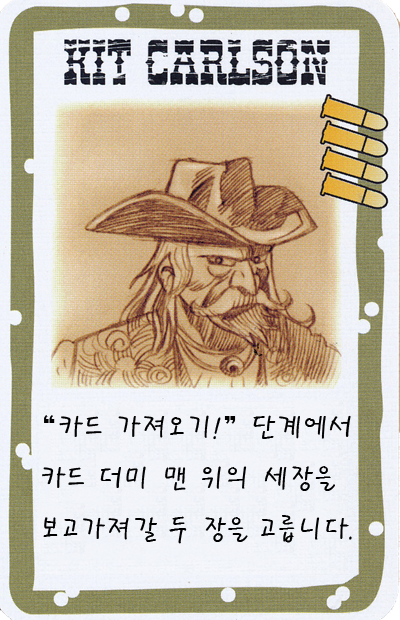 KIT CARLSON
“카드 가져오기!” 단계에서
카드 더미 맨 위의 세장을
보고가져갈 두 장을 고릅니다.